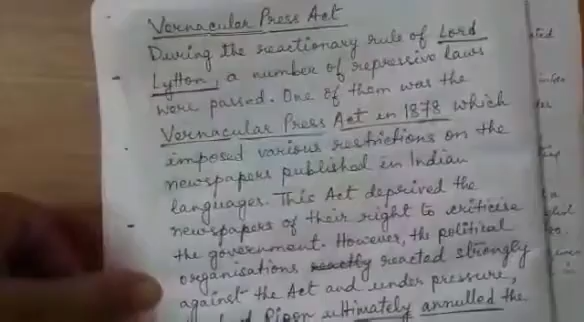 Vernacular Press Act
During the reactionary rule of Lord
Lytton, a number of repressive laws
were passed. One of them was the
Vernacular Press Act in 1878 which
imposed various restrictions on the
newspapers published in Indian
languages. This Act deprived the
newspapers of their right to criticise
the government. However, the political
organisations reacted strongly
against the Act and under pressure,
Ripon ultimately annulled the